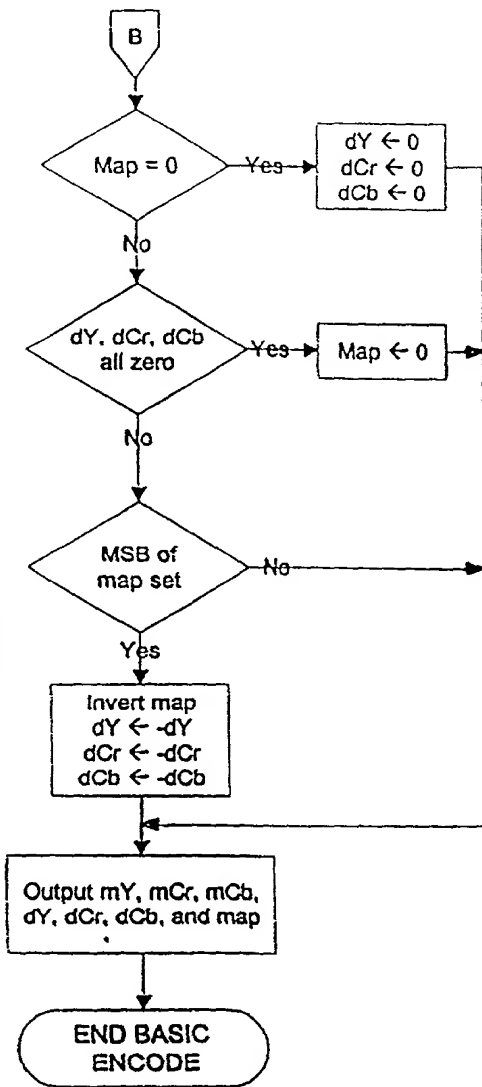 B
Map = 0
Yes
dY ← 0
dCr ← 0
dCb ← 0
No
dY, dCr, dCb
all zero
Yes
Map ← 0
No
MSB of
map set
No
Yes
Invert map
dY ← -dY
dCr ← -dCr
dCb ← -dCb
Output mY, mCr, mCb,
dY, dCr, dCb, and map
END BASIC
ENCODE